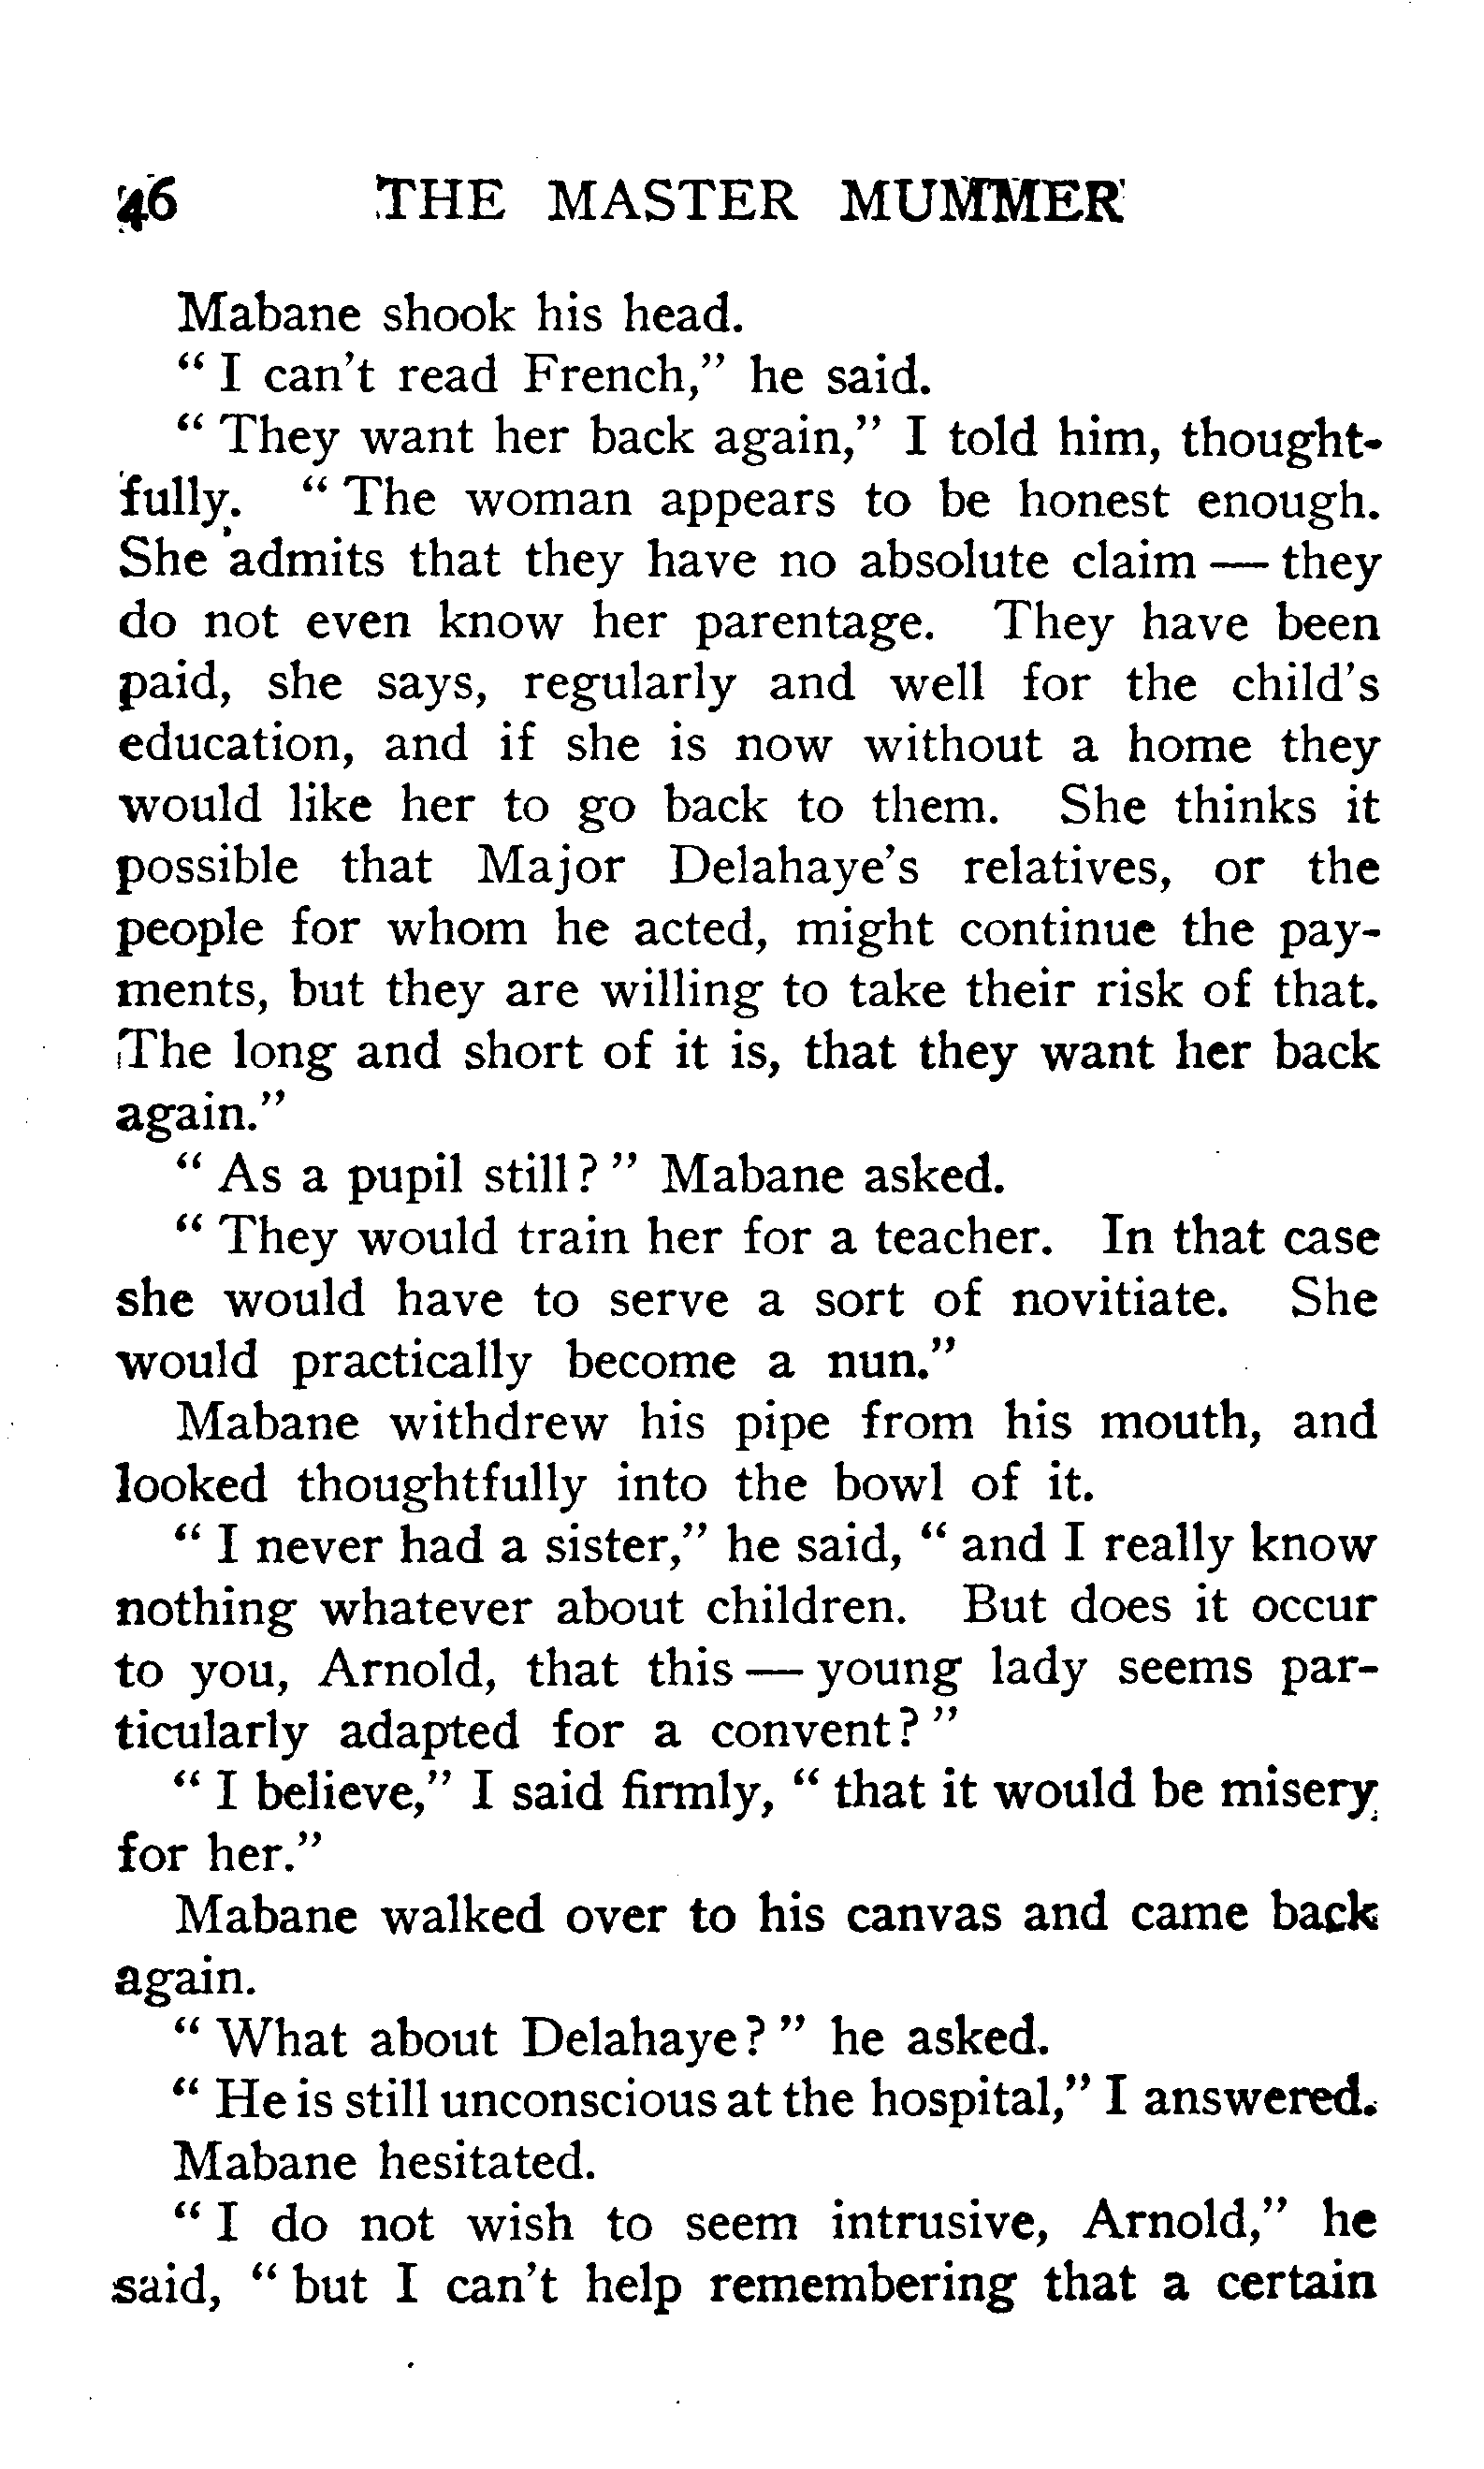 46 THE MASTER MUMMER
Mabane shook his head.
" I can't read French," he said.
" They want her back again," I told him, thought-
fully. " The woman appears to be honest enough.
She admits that they have no absolute claim — they
do not even know her parentage. They have been
paid, she says, regularly and well for the child's
education, and if she is now without a home they
would like her to go back to them. She thinks it
possible that Major Delahaye's relatives, or the
people for whom he acted, might continue the pay-
ments, but they are willing to take their risk of that.
The long and short of it is, that they want her back
again."
" As a pupil still? " Mabane asked.
" They would train her for a teacher. In that case
she would have to serve a sort of novitiate. She
would practically become a nun."
Mabane withdrew his pipe from his mouth, and
looked thoughtfully into the bowl of it.
" I never had a sister," he said, " and I really know
nothing whatever about children. But does it occur
to you, Arnold, that this — young lady seems par-
ticularly adapted for a convent? "
" I believe," I said firmly, " that it would be misery
for her."
Mabane walked over to his canvas and came back
again.
" What about Delahaye? " he asked.
" He is still unconscious at the hospital," I answered.
Mabane hesitated.
" I do not wish to seem intrusive, Arnold," he
said, " but I can't help remembering that a certain